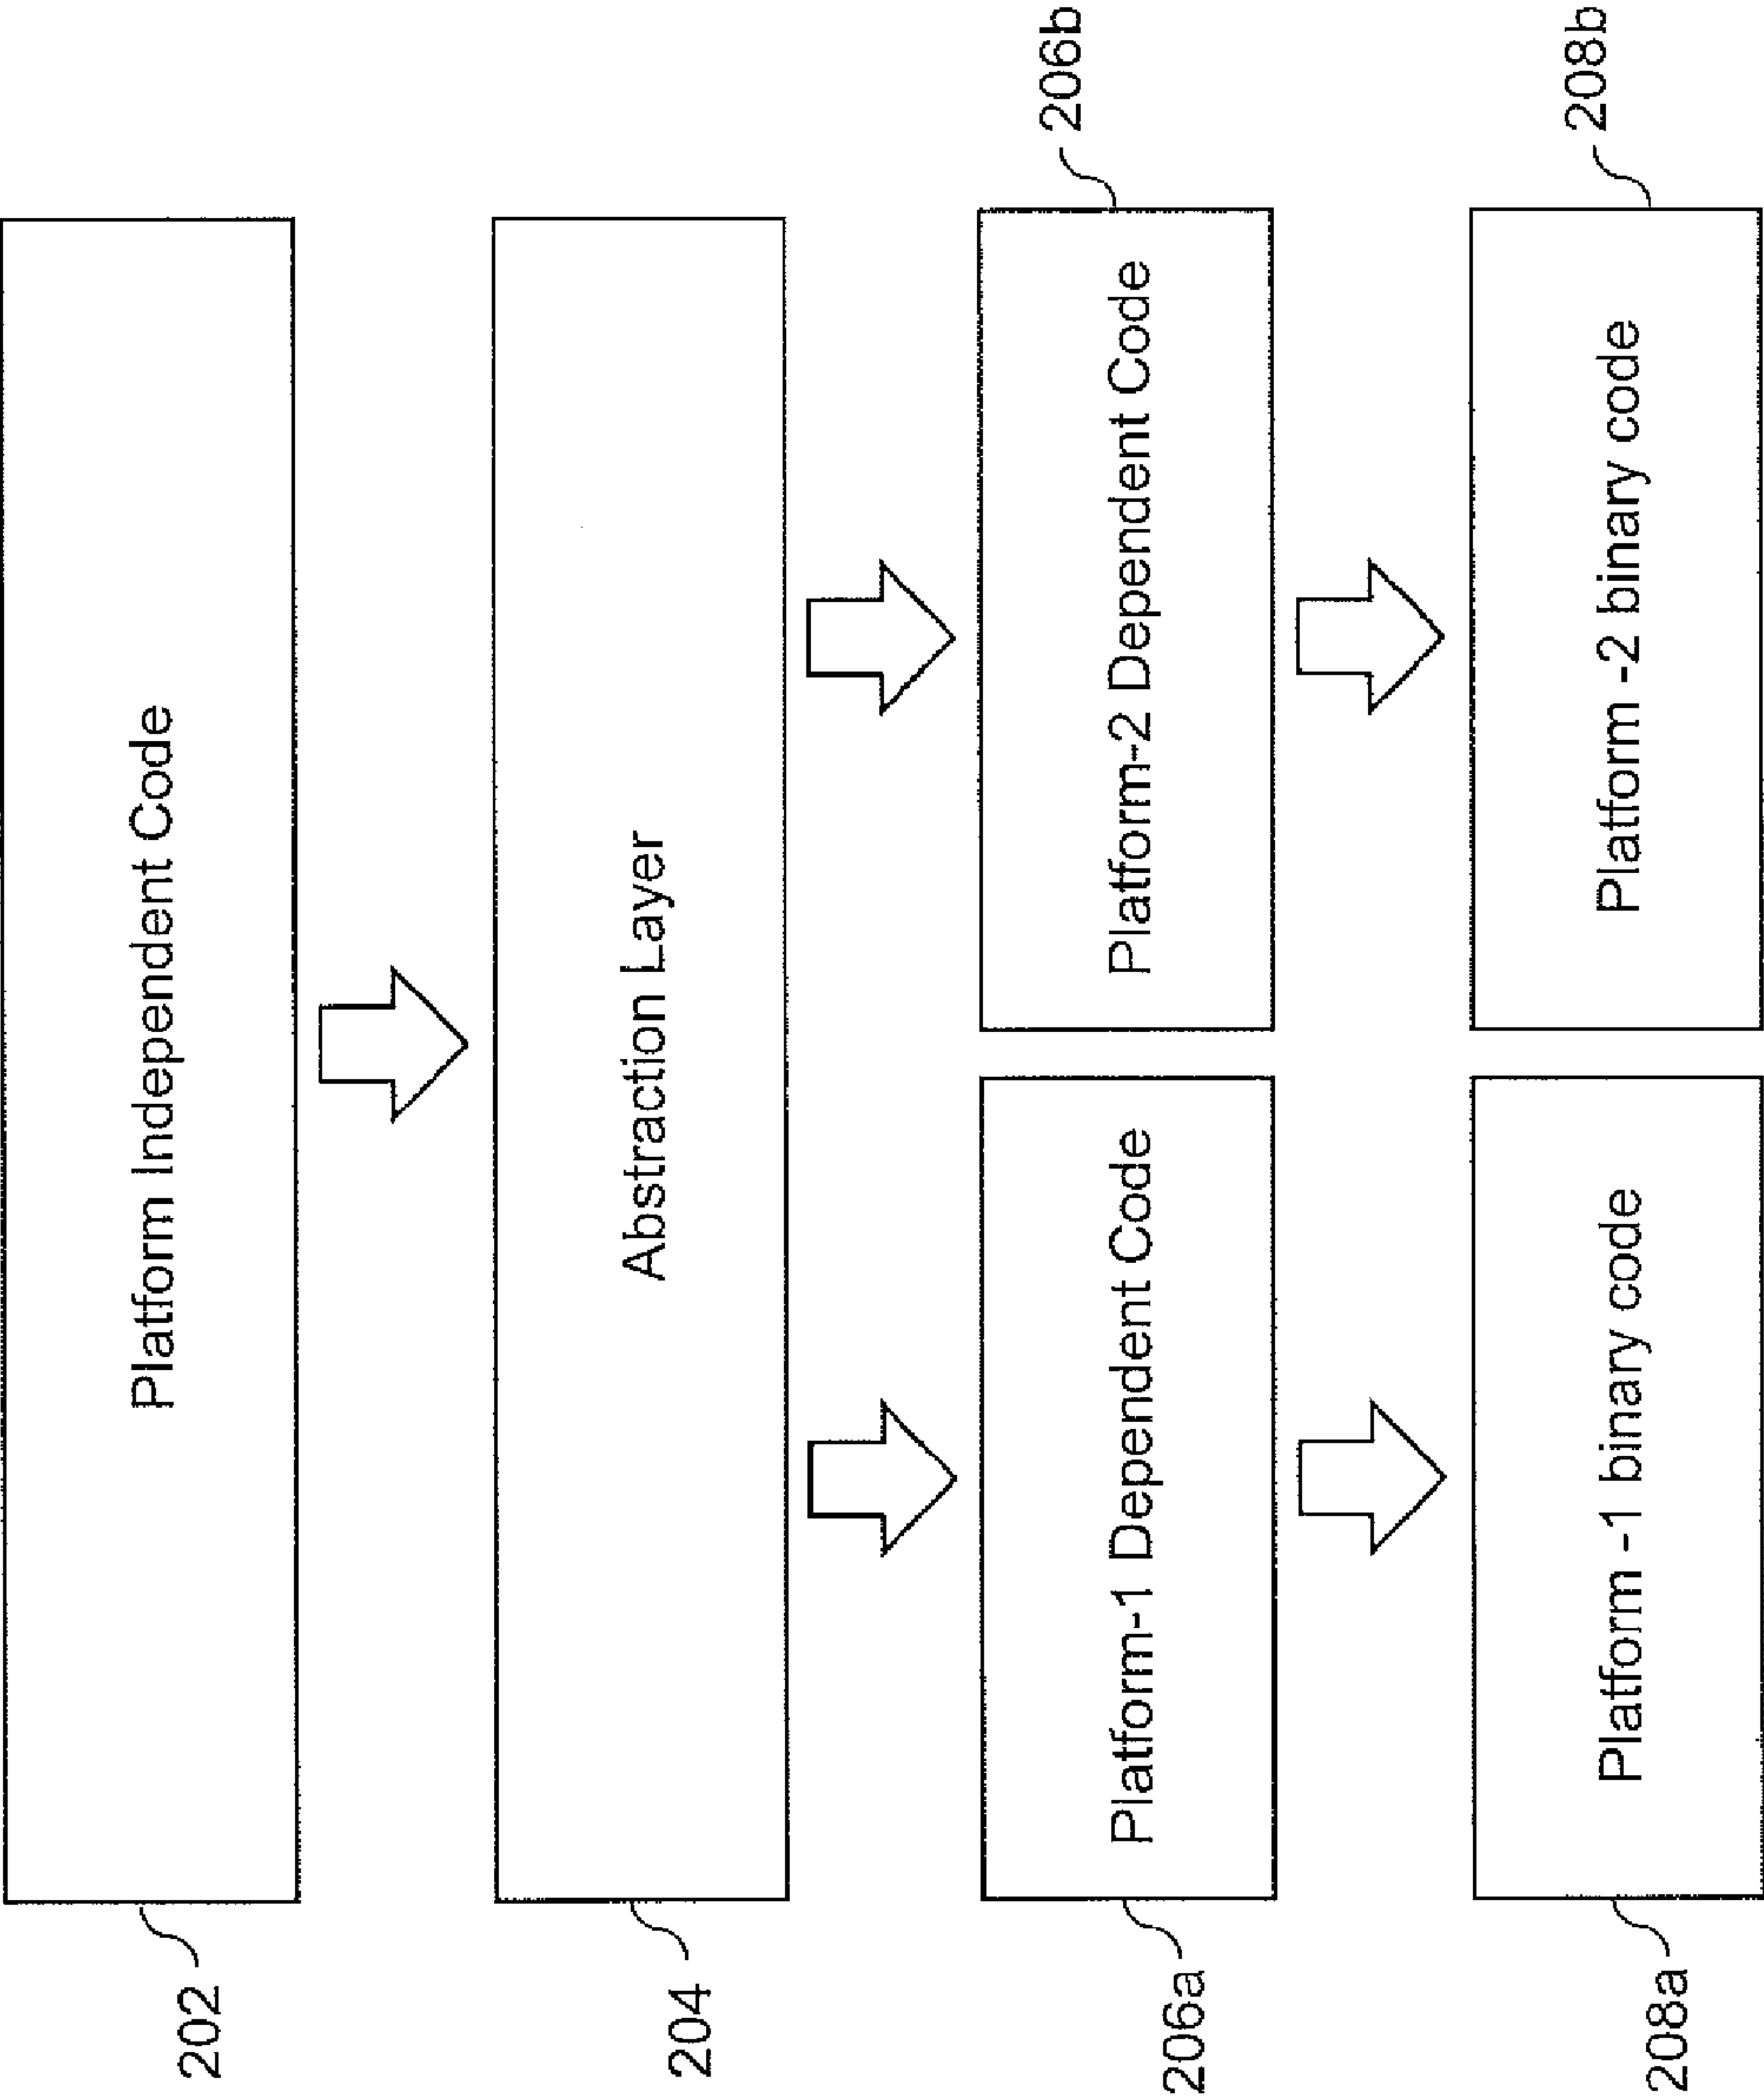 Platform Independent Code
202
Abstraction Layer
204
Platform-1 Dependent Code
206a
Platform-2 Dependent Code
206b
Platform -1 binary code
208a
Platform -2 binary code
208b